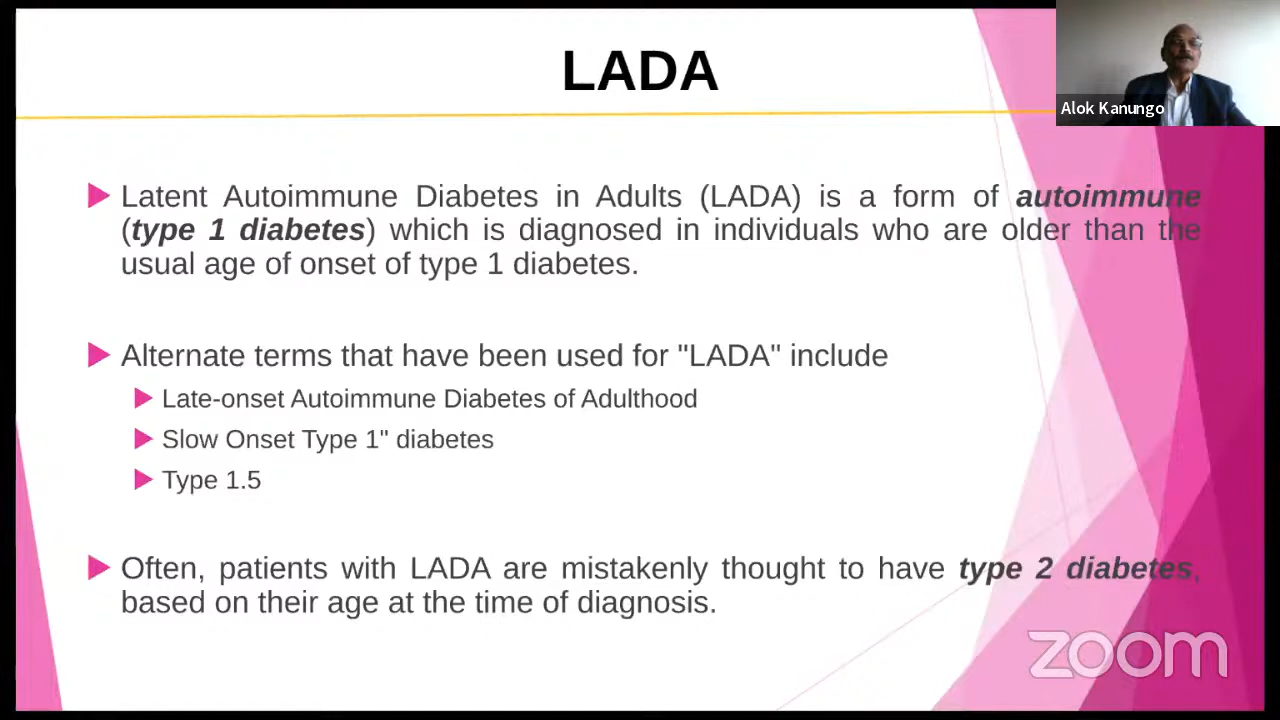 LADA
Alok Kanungo
Latent Autoimmune Diabetes in Adults (LADA) is a form of autoimmune
(type 1 diabetes) which is diagnosed in individuals who are older than the
usual age of onset of type 1 diabetes.
Alternate terms that have been used for "LADA" include
Late-onset Autoimmune Diabetes of Adulthood
Slow Onset Type 1" diabetes
Type 1.5
Often, patients with LADA are mistakenly thought to have type 2 diabetes,
based on their age at the time of diagnosis.
zoom